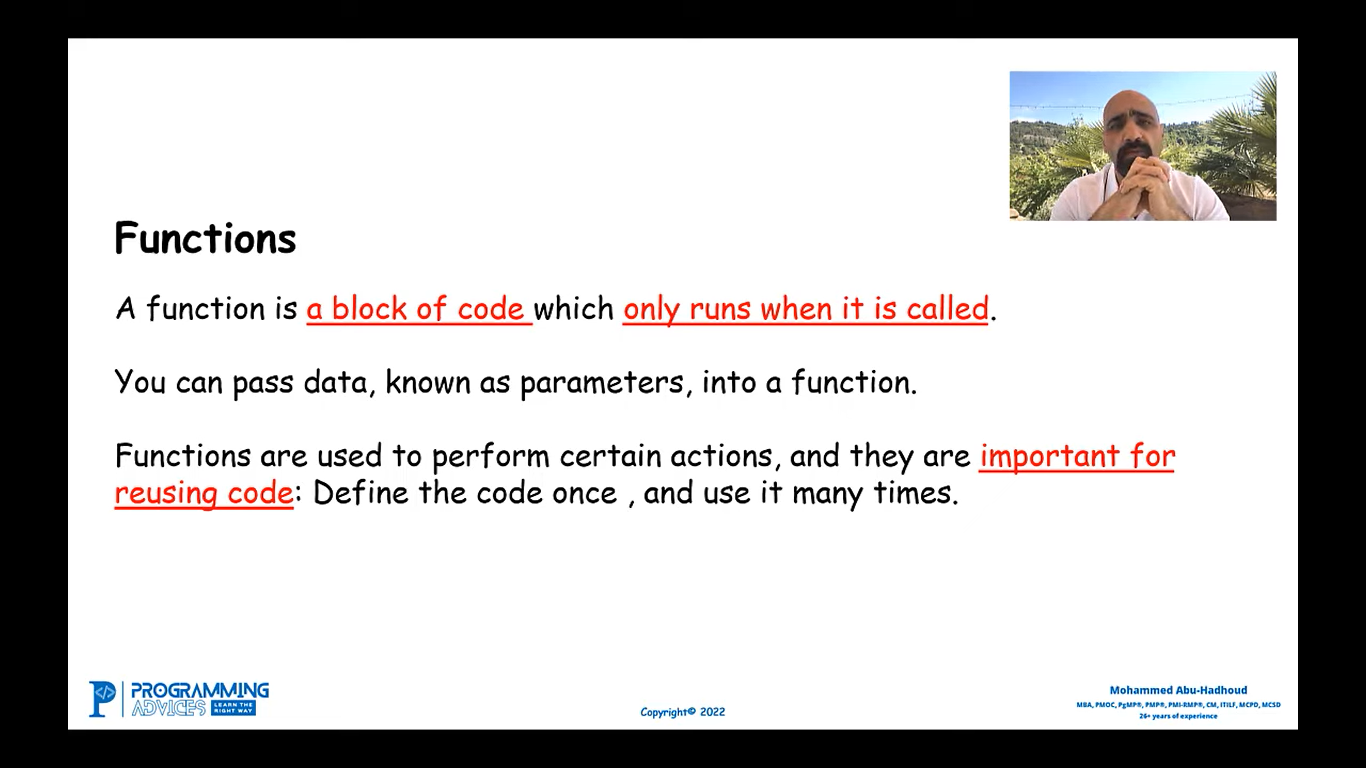 Functions
A function is a block of code which only runs when it is called.
You can pass data, known as parameters, into a function.
Functions are used to perform certain actions, and they are important for
reusing code: Define the code once , and use it many times.
PROGRAMMING
ADVICES
LEARN THE
RIGHT WAY
Copyright© 2022
Mohammed Abu-Hadhoud
MBA, PMOC, PgMP®, PMP®, PMI-RMP®, CM, ITILF, MCPD, MCSD
26+ years of experience